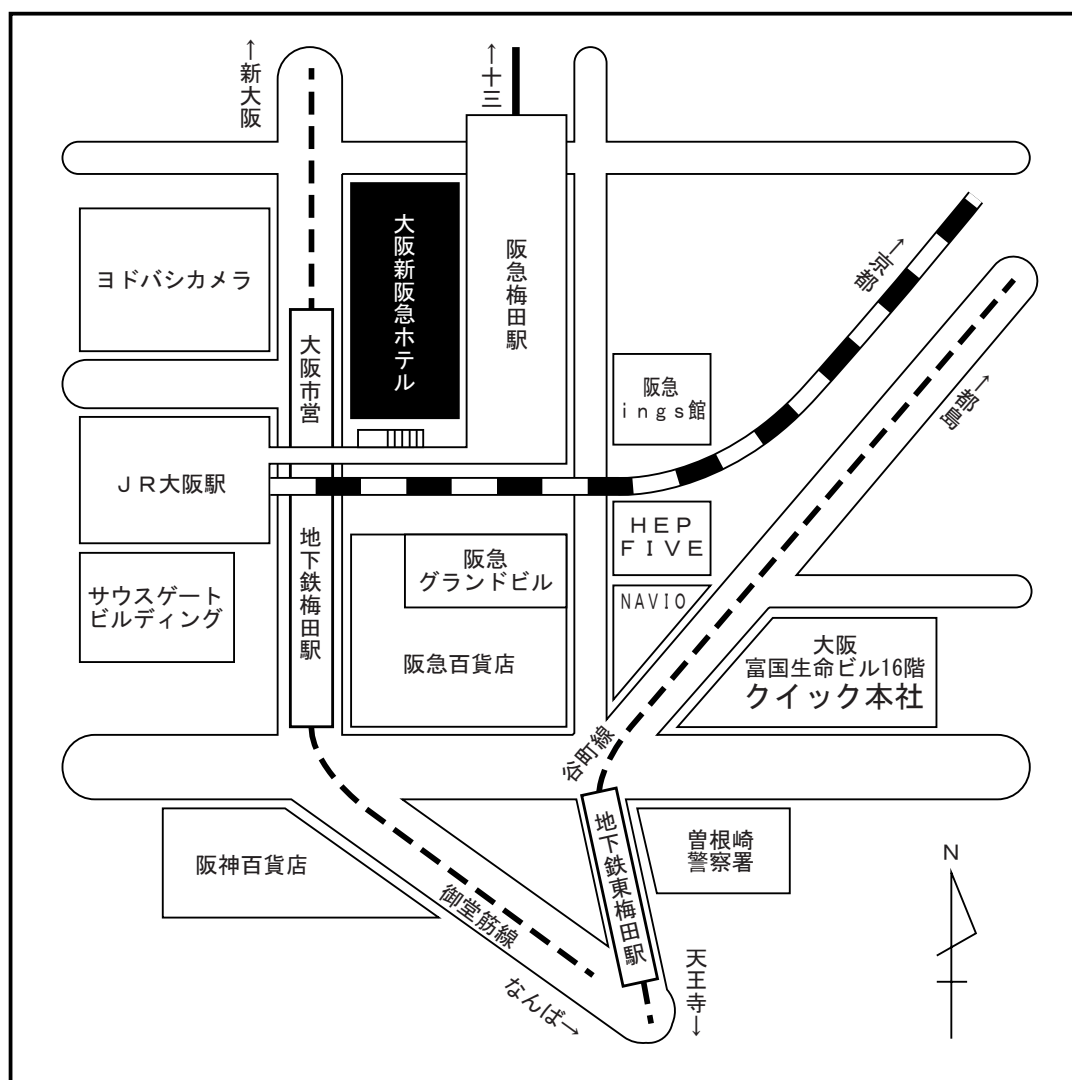 ←新大阪
←十三
ヨドバシカメラ
大阪新阪急ホテル
阪急梅田駅
←京都
大阪市営
地下鉄梅田駅
阪急
ｉｎｇｓ館
←都島
ＪＲ大阪駅
ＨＥＰ
ＦＩＶＥ
阪急
グランドビル
サウスゲート
ビルディング
NAVIO
阪急百貨店
大阪
富国生命ビル16階
クイック本社
谷町線
地下鉄東梅田駅
曽根崎
警察署
阪神百貨店
御堂筋線
なんば→
天王寺→
N